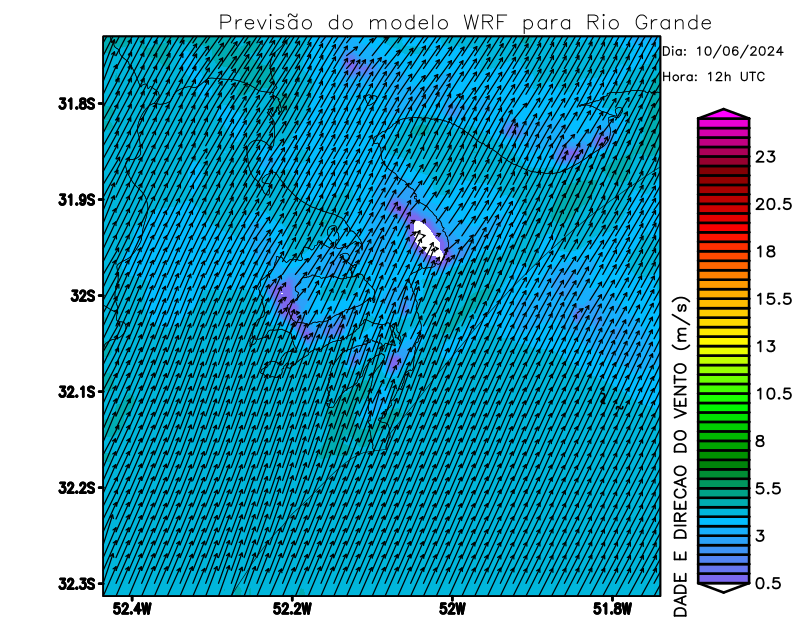 Previsão do modelo WRF para Rio Grande
Dia: 10/06/2024
Hora: 12h UTC
31.8S
31.9S
32S
32.1S
32.2S
32.3S
52.4W
52.2W
52W
51.8W
DADE E DIRECAO DO VENTO (m/s)
23
20.5
18
15.5
13
10.5
8
5.5
3
0.5